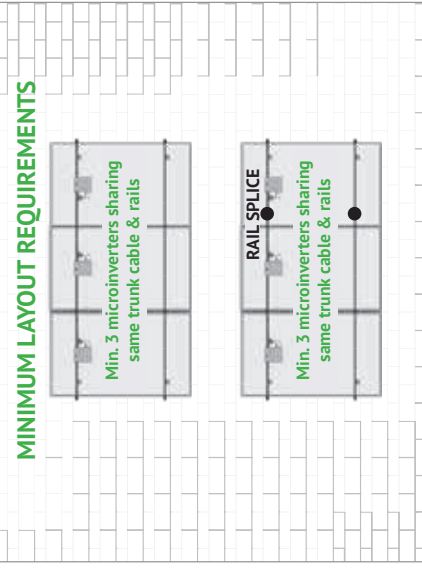 MINIMUM LAYOUT REQUIREMENTS
Min. 3 microinverters sharing
same trunk cable & rails
RAIL SPLICE
Min. 3 microinverters sharing
same trunk cable & rails